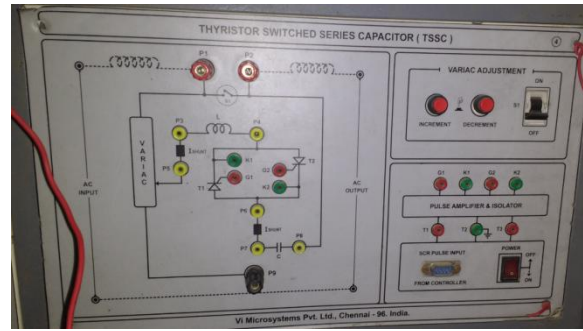 THYRISTOR SWITCHED SERIES CAPACITOR ( TSSC )
P1
P2
P3
L
P4
VARIAC
P5
K1
G1
T1
T2
G2
K2
AC
INPUT
AC
OUTPUT
P6
P7
C
P8
P9
VARIAC ADJUSTMENT
INCREMENT
DECREMENT
ON
S1
OFF
G1 K1 G2 K2
PULSE AMPLIFIER & ISOLATOR
T1 T2 T3
SCR PULSE INPUT
FROM CONTROLLER
POWER
OFF
ON
Vi Microsystems Pvt. Ltd., Chennai - 96. India.